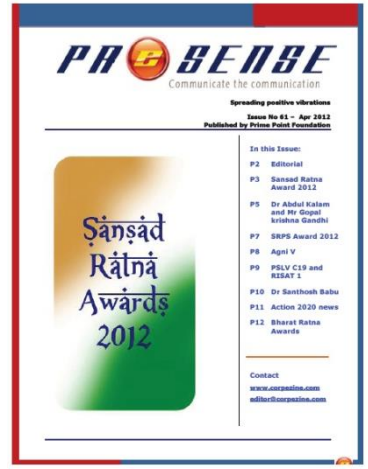 PR e SENSE
Communicate the communication
Spreading positive vibrations
Issue No 61 – Apr 2012
Published by Prime Point Foundation
Sansad
Ratna
Awards
2012
In this Issue:
P2 Editorial
P3 Sansad Ratna
Award 2012
P5 Dr Abdul Kalam
and Mr Gopal
krishna Gandhi
P7 SRPS Award 2012
P8 Agni V
P9 PSLV C19 and
RISAT 1
P10 Dr Santhosh Babu
P11 Action 2020 news
P12 Bharat Ratna
Awards
Contact
www.corpezine.com
editor@corpezine.com